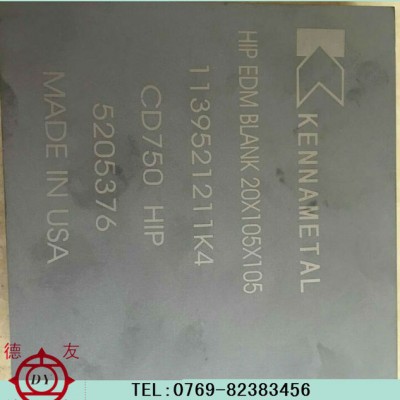 KENNAMETAL
HIP EDM BLANK 20X105X105
1139521211K4
CD750 HIP
5205376
MADE IN USA
德 友
DY
TEL:0769-82383456